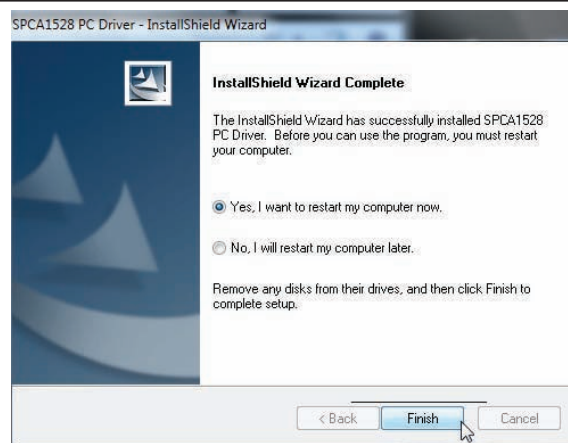 SPCA1528 PC Driver - InstallShield Wizard
InstallShield Wizard Complete
The InstallShield Wizard has successfully installed SPCA1528
PC Driver. Before you can use the program, you must restart
your computer.
Yes, I want to restart my computer now.
No, I will restart my computer later.
Remove any disks from their drives, and then click Finish to
complete setup.
< Back
Finish
Cancel